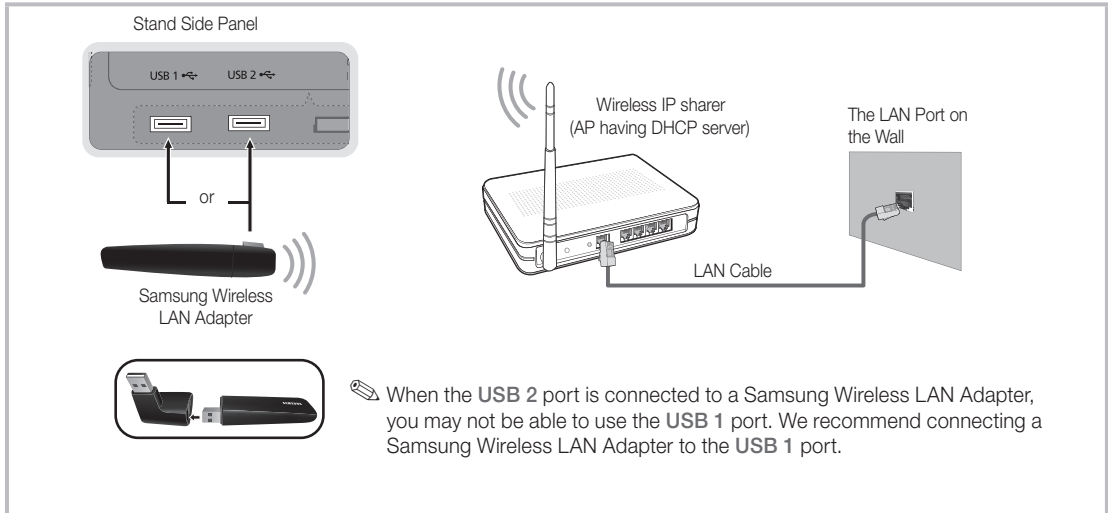 Stand Side Panel
USB 1
USB 2
or
Samsung Wireless
LAN Adapter
Wireless IP sharer
(AP having DHCP server)
The LAN Port on
the Wall
LAN Cable
SAMSUNG
When the USB 2 port is connected to a Samsung Wireless LAN Adapter,
you may not be able to use the USB 1 port. We recommend connecting a
Samsung Wireless LAN Adapter to the USB 1 port.